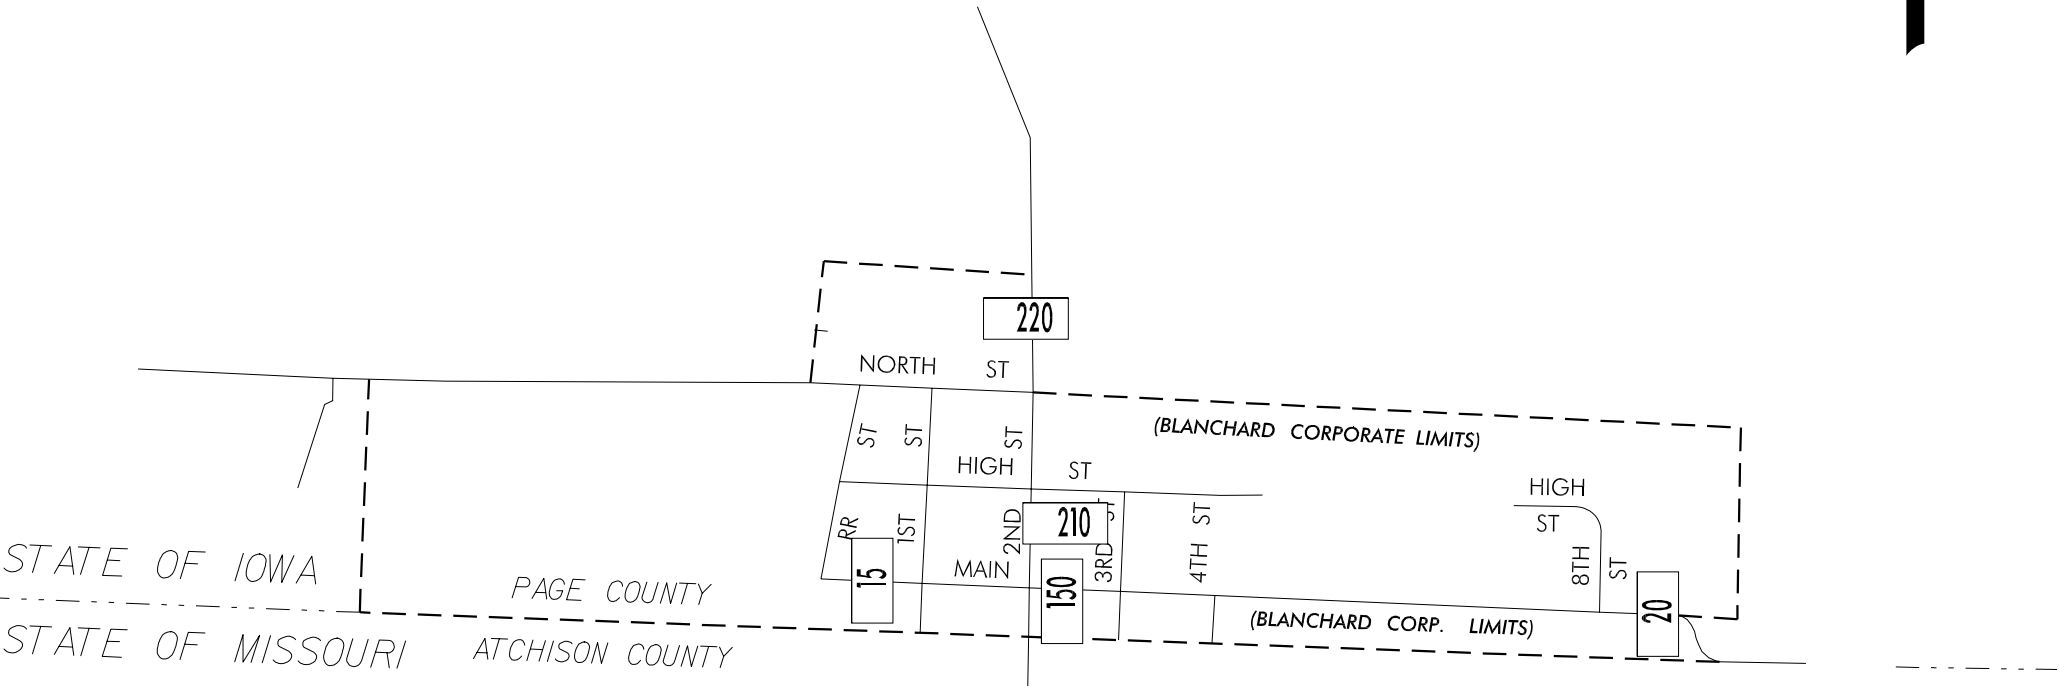 220
NORTH ST
(BLANCHARD CORPORATE LIMITS)
ST
ST
ST
HIGH ST
HIGH
ST
RR
1ST
2ND
210
3RD ST
4TH ST
8TH ST
STATE OF IOWA
PAGE COUNTY
MAIN
15
150
20
(BLANCHARD CORP. LIMITS)
STATE OF MISSOURI
ATCHISON COUNTY